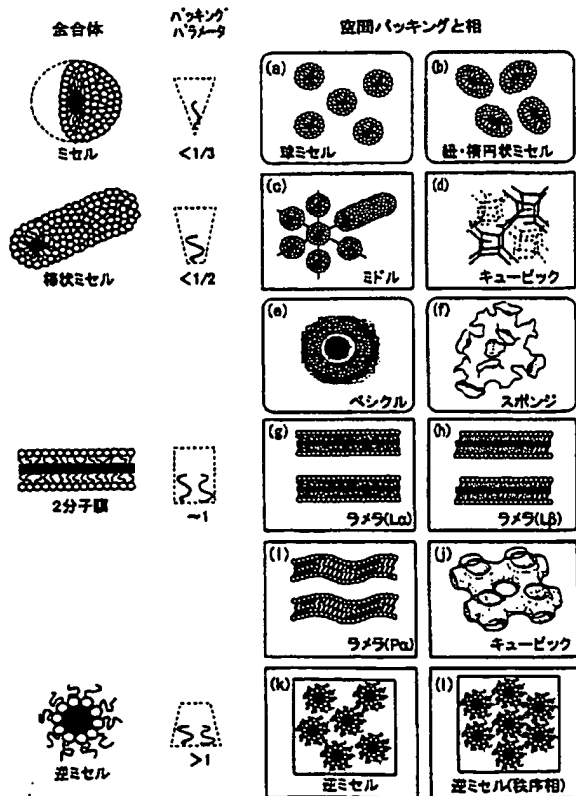 会合体
パッキング
パラメータ
空間パッキングと相
ミセル
<1/3
(a)
球ミセル
(b)
紐・楕円状ミセル
棒状ミセル
<1/2
(c)
ミドル
(d)
キュービック
(e)
ベシクル
(f)
スポンジ
2分子膜
~1
(g)
ラメラ(Lα)
(h)
ラメラ(Lβ)
(i)
ラメラ(Pα)
(j)
キュービック
逆ミセル
>1
(k)
逆ミセル
(l)
逆ミセル(秩序相)